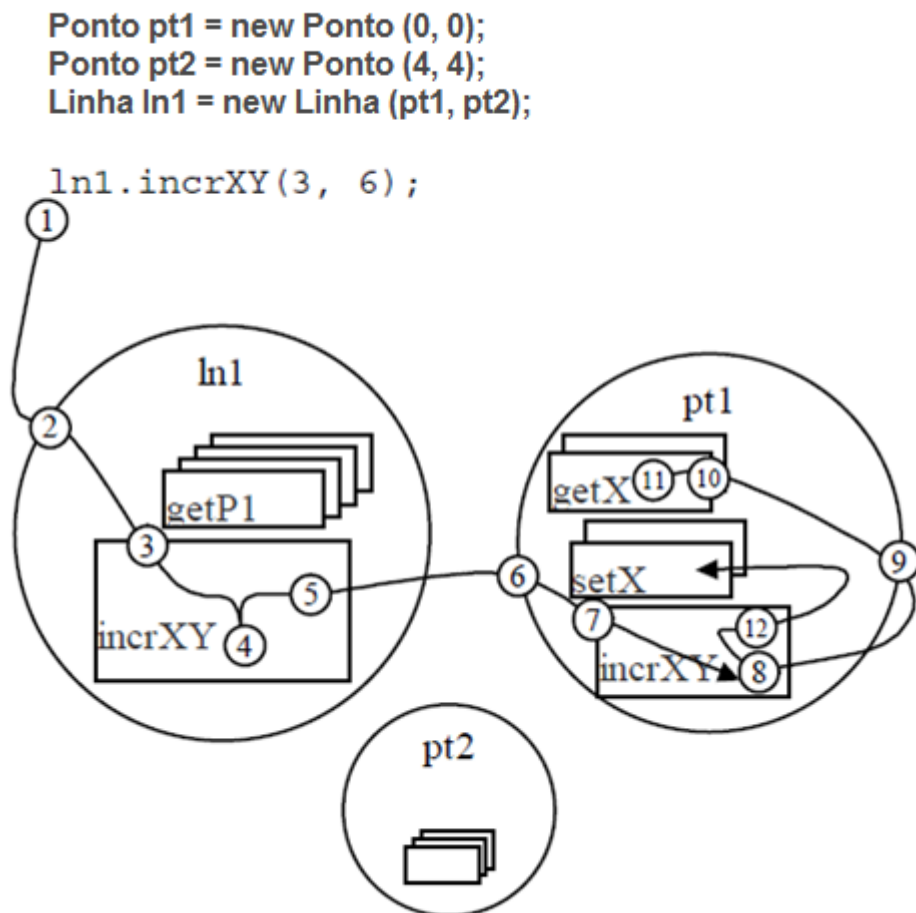 Ponto pt1 = new Ponto (0, 0);
Ponto pt2 = new Ponto (4, 4);
Linha ln1 = new Linha (pt1, pt2);
ln1.incrXY(3, 6);
1
ln1
pt1
2
getP1
getX
11
10
3
setX
9
6
5
7
12
incrXY
4
incrXY
8
pt2